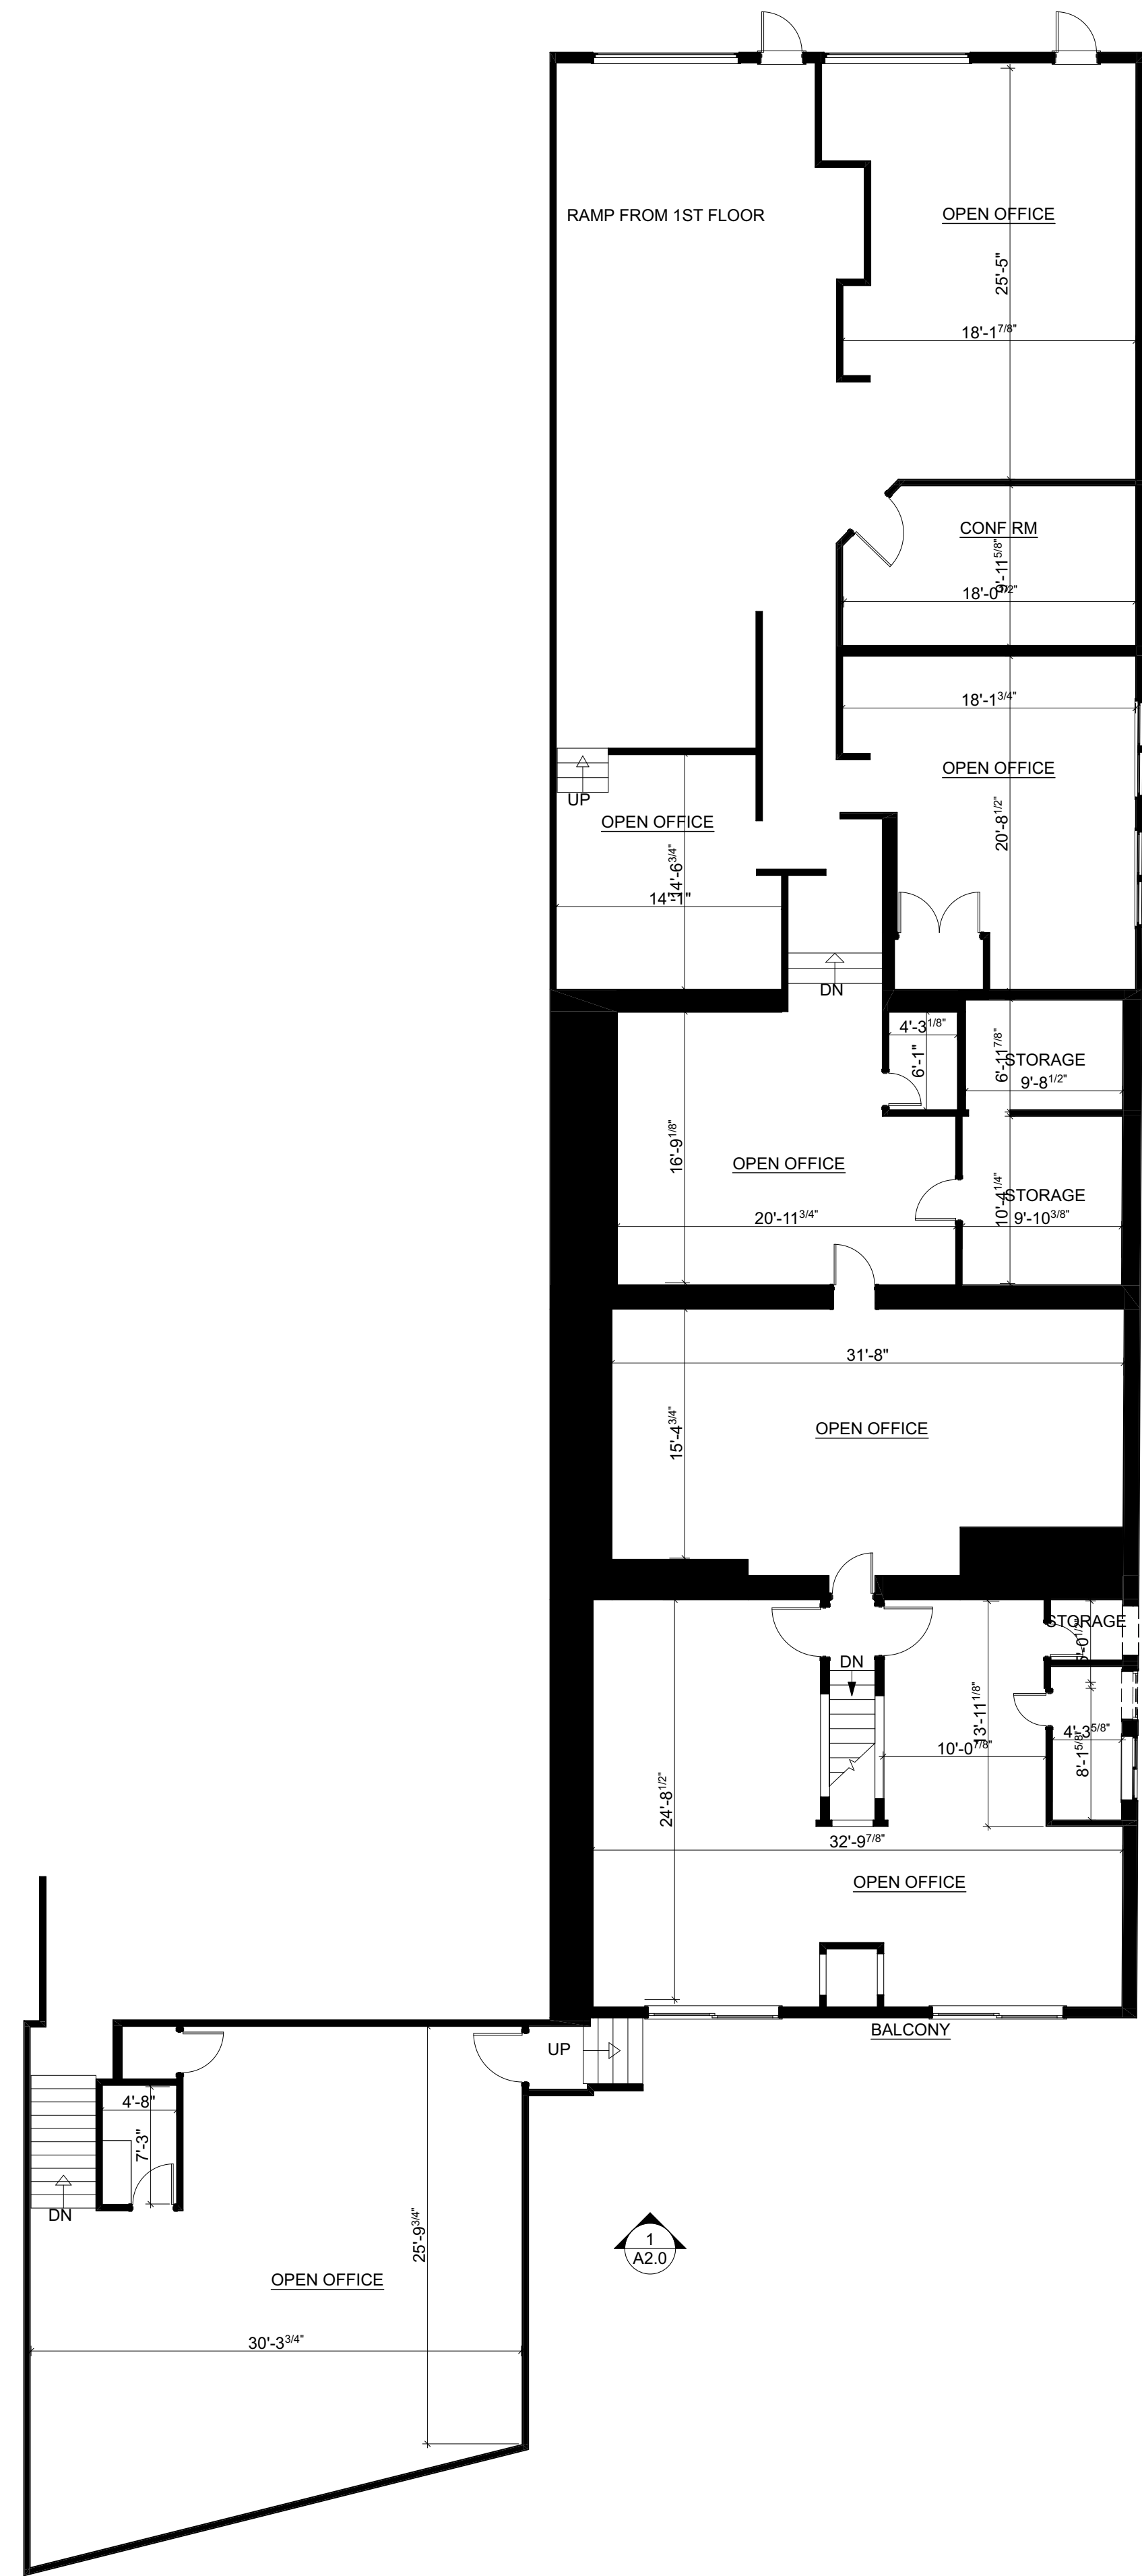 RAMP FROM 1ST FLOOR
OPEN OFFICE
25'-5"
18'-1 7/8"
CONF RM
9'-11 5/8"
18'-0 1/2"
18'-1 3/4"
OPEN OFFICE
20'-8 1/2"
UP
OPEN OFFICE
14'-6 3/4"
14'-1"
DN
4'-3 1/8"
6'-1"
6'-11 7/8"
STORAGE
9'-8 1/2"
16'-9 1/8"
OPEN OFFICE
20'-11 3/4"
10'-4 1/4"
STORAGE
9'-10 3/8"
31'-8"
15'-4 3/4"
OPEN OFFICE
STORAGE
5'-0 1/2"
DN
13'-11 1/8"
4'-3 5/8"
8'-1 5/8"
10'-0 7/8"
24'-8 1/2"
32'-9 7/8"
OPEN OFFICE
BALCONY
UP
4'-8"
7'-3"
DN
25'-9 3/4"
OPEN OFFICE
30'-3 3/4"
1
A2.0